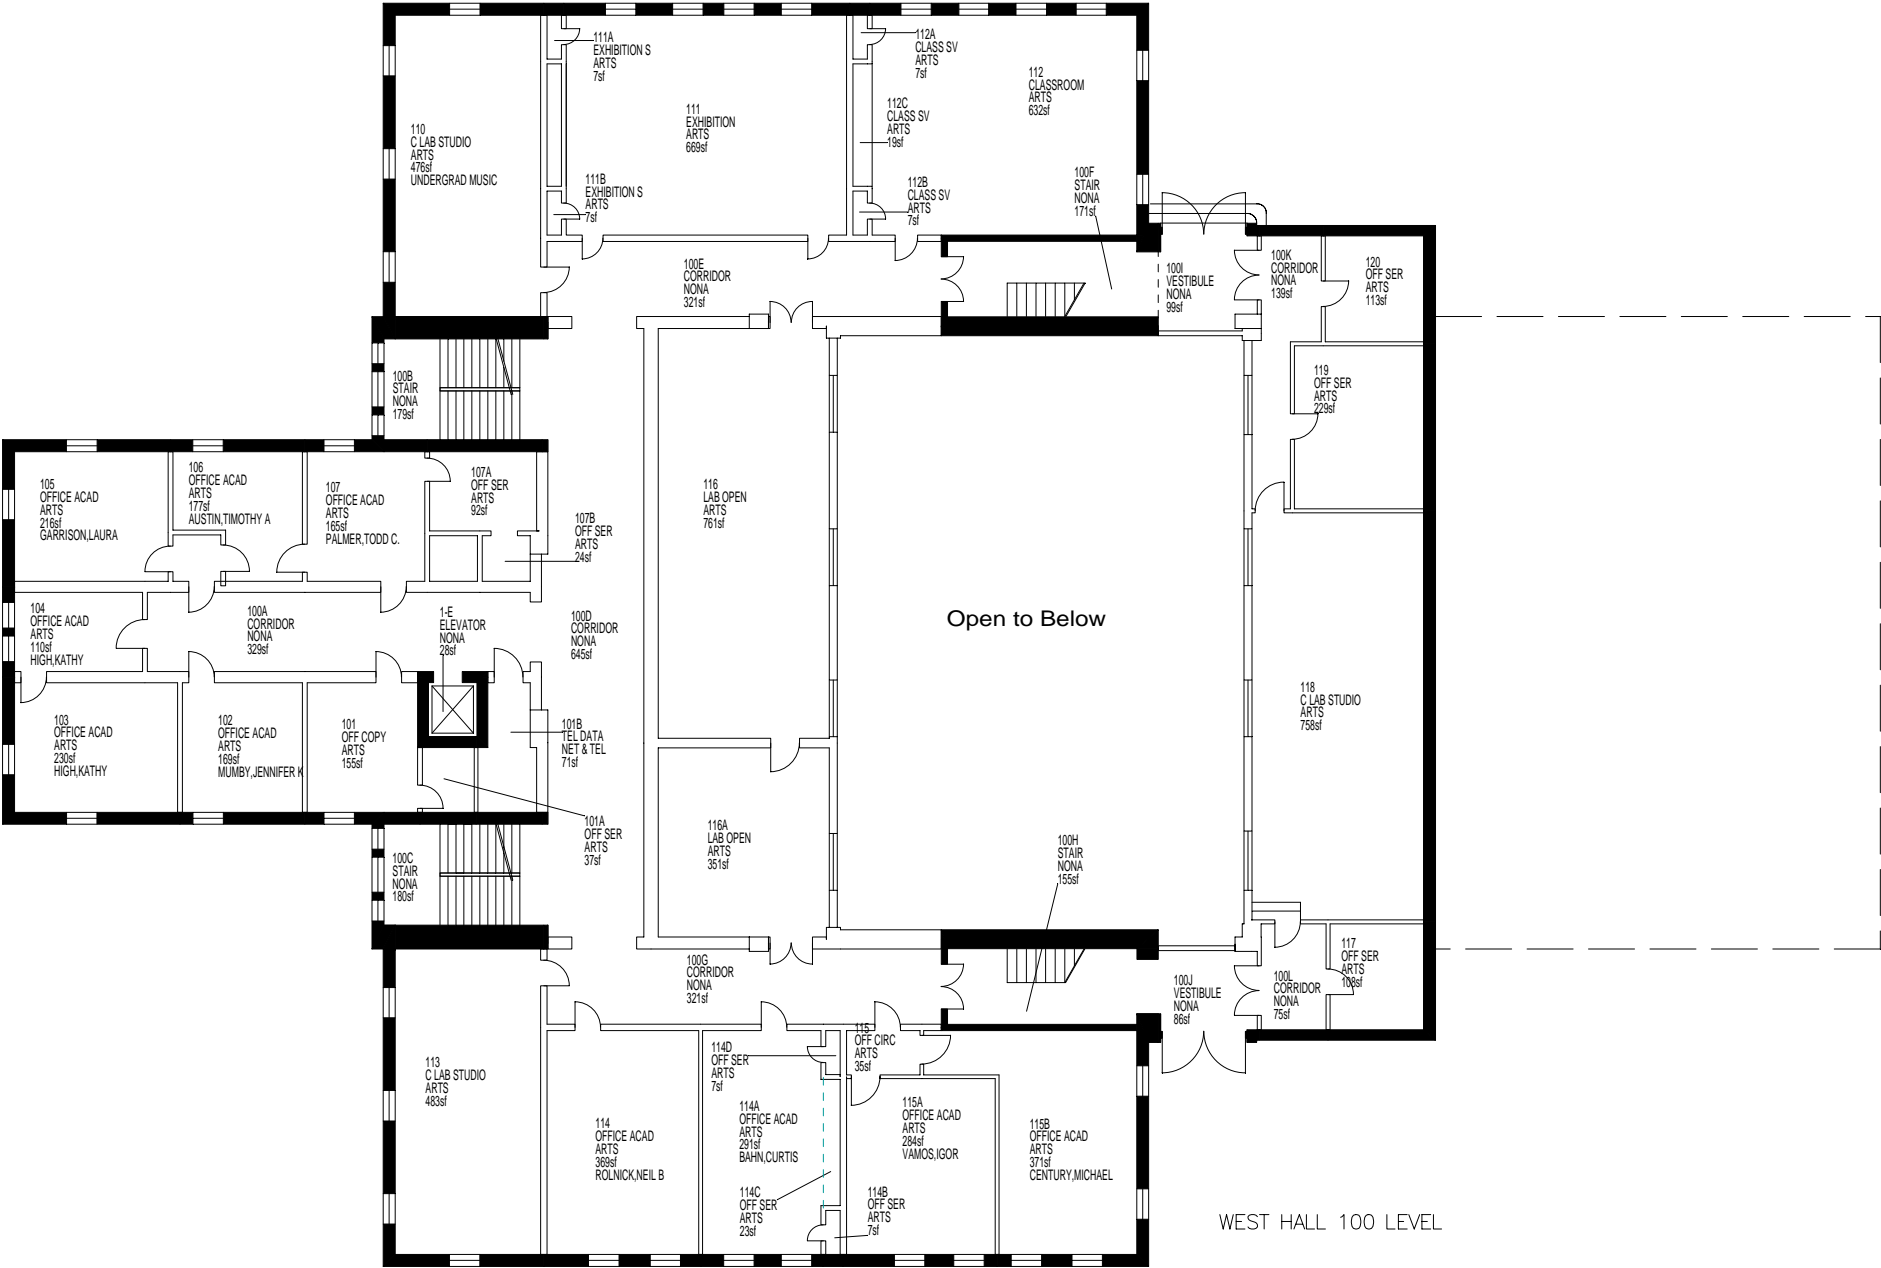 111A
EXHIBITION S
ARTS
7sf
112A
CLASS SV
ARTS
7sf
112
CLASSROOM
ARTS
632sf
110
C LAB STUDIO
ARTS
476sf
UNDERGRAD MUSIC
111
EXHIBITION
ARTS
669sf
112C
CLASS SV
ARTS
19sf
111B
EXHIBITION S
ARTS
7sf
112B
CLASS SV
ARTS
7sf
100F
STAIR
NONA
171sf
100E
CORRIDOR
NONA
321sf
100I
VESTIBULE
NONA
99sf
100K
CORRIDOR
NONA
139sf
120
OFF SER
ARTS
113sf
100B
STAIR
NONA
179sf
119
OFF SER
ARTS
229sf
105
OFFICE ACAD
ARTS
216sf
GARRISON,LAURA
106
OFFICE ACAD
ARTS
177sf
AUSTIN,TIMOTHY A
107
OFFICE ACAD
ARTS
165sf
PALMER,TODD C.
107A
OFF SER
ARTS
92sf
107B
OFF SER
ARTS
24sf
116
LAB OPEN
ARTS
761sf
104
OFFICE ACAD
ARTS
110sf
HIGH,KATHY
100A
CORRIDOR
NONA
329sf
1-E
ELEVATOR
NONA
28sf
100D
CORRIDOR
NONA
645sf
Open to Below
103
OFFICE ACAD
ARTS
230sf
HIGH,KATHY
102
OFFICE ACAD
ARTS
169sf
MUMBY,JENNIFER K
101
OFF COPY
ARTS
155sf
101B
TEL DATA
NET & TEL
71sf
118
C LAB STUDIO
ARTS
758sf
101A
OFF SER
ARTS
37sf
116A
LAB OPEN
ARTS
351sf
100H
STAIR
NONA
155sf
100C
STAIR
NONA
180sf
100G
CORRIDOR
NONA
321sf
100J
VESTIBULE
NONA
86sf
100L
CORRIDOR
NONA
75sf
117
OFF SER
ARTS
108sf
113
C LAB STUDIO
ARTS
483sf
114D
OFF SER
ARTS
7sf
115
OFF CIRC
ARTS
35sf
114
OFFICE ACAD
ARTS
369sf
ROLNICK,NEIL B
114A
OFFICE ACAD
ARTS
291sf
BAHN,CURTIS
115A
OFFICE ACAD
ARTS
284sf
VAMOS,IGOR
115B
OFFICE ACAD
ARTS
371sf
CENTURY,MICHAEL
114C
OFF SER
ARTS
23sf
114B
OFF SER
ARTS
7sf
WEST HALL 100 LEVEL